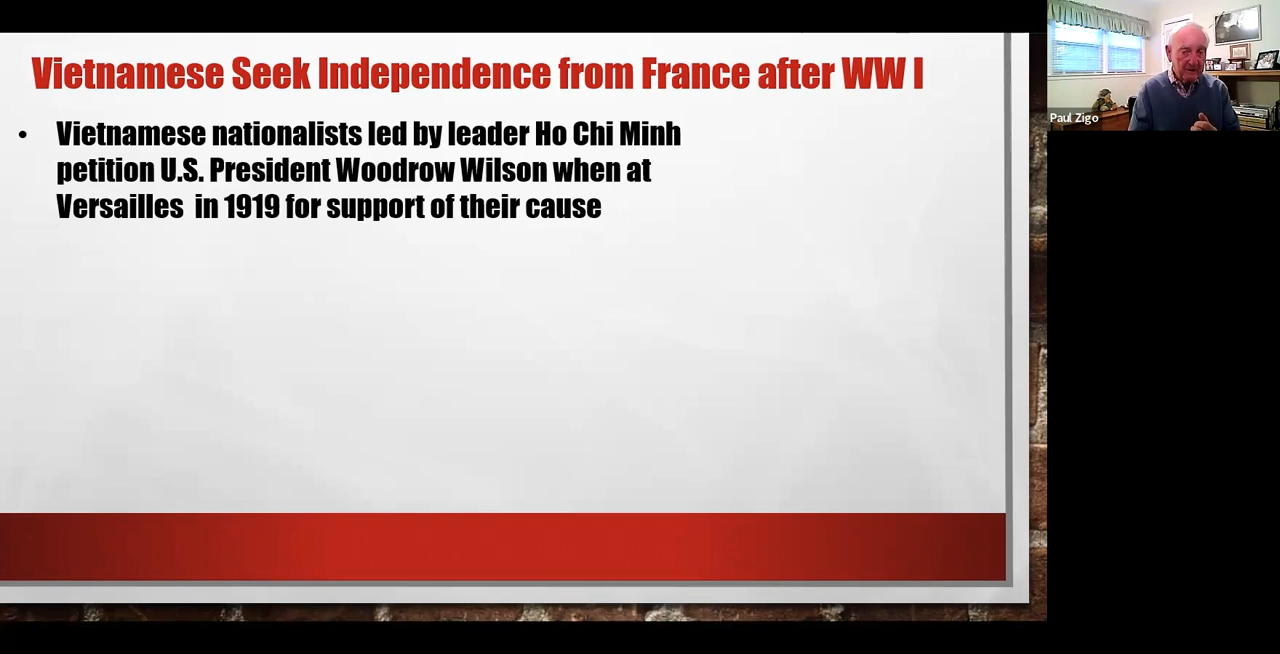 Vietnamese Seek Independence from France after WW I
• Vietnamese nationalists led by leader Ho Chi Minh
petition U.S. President Woodrow Wilson when at
Versailles in 1919 for support of their cause
Paul Zigo